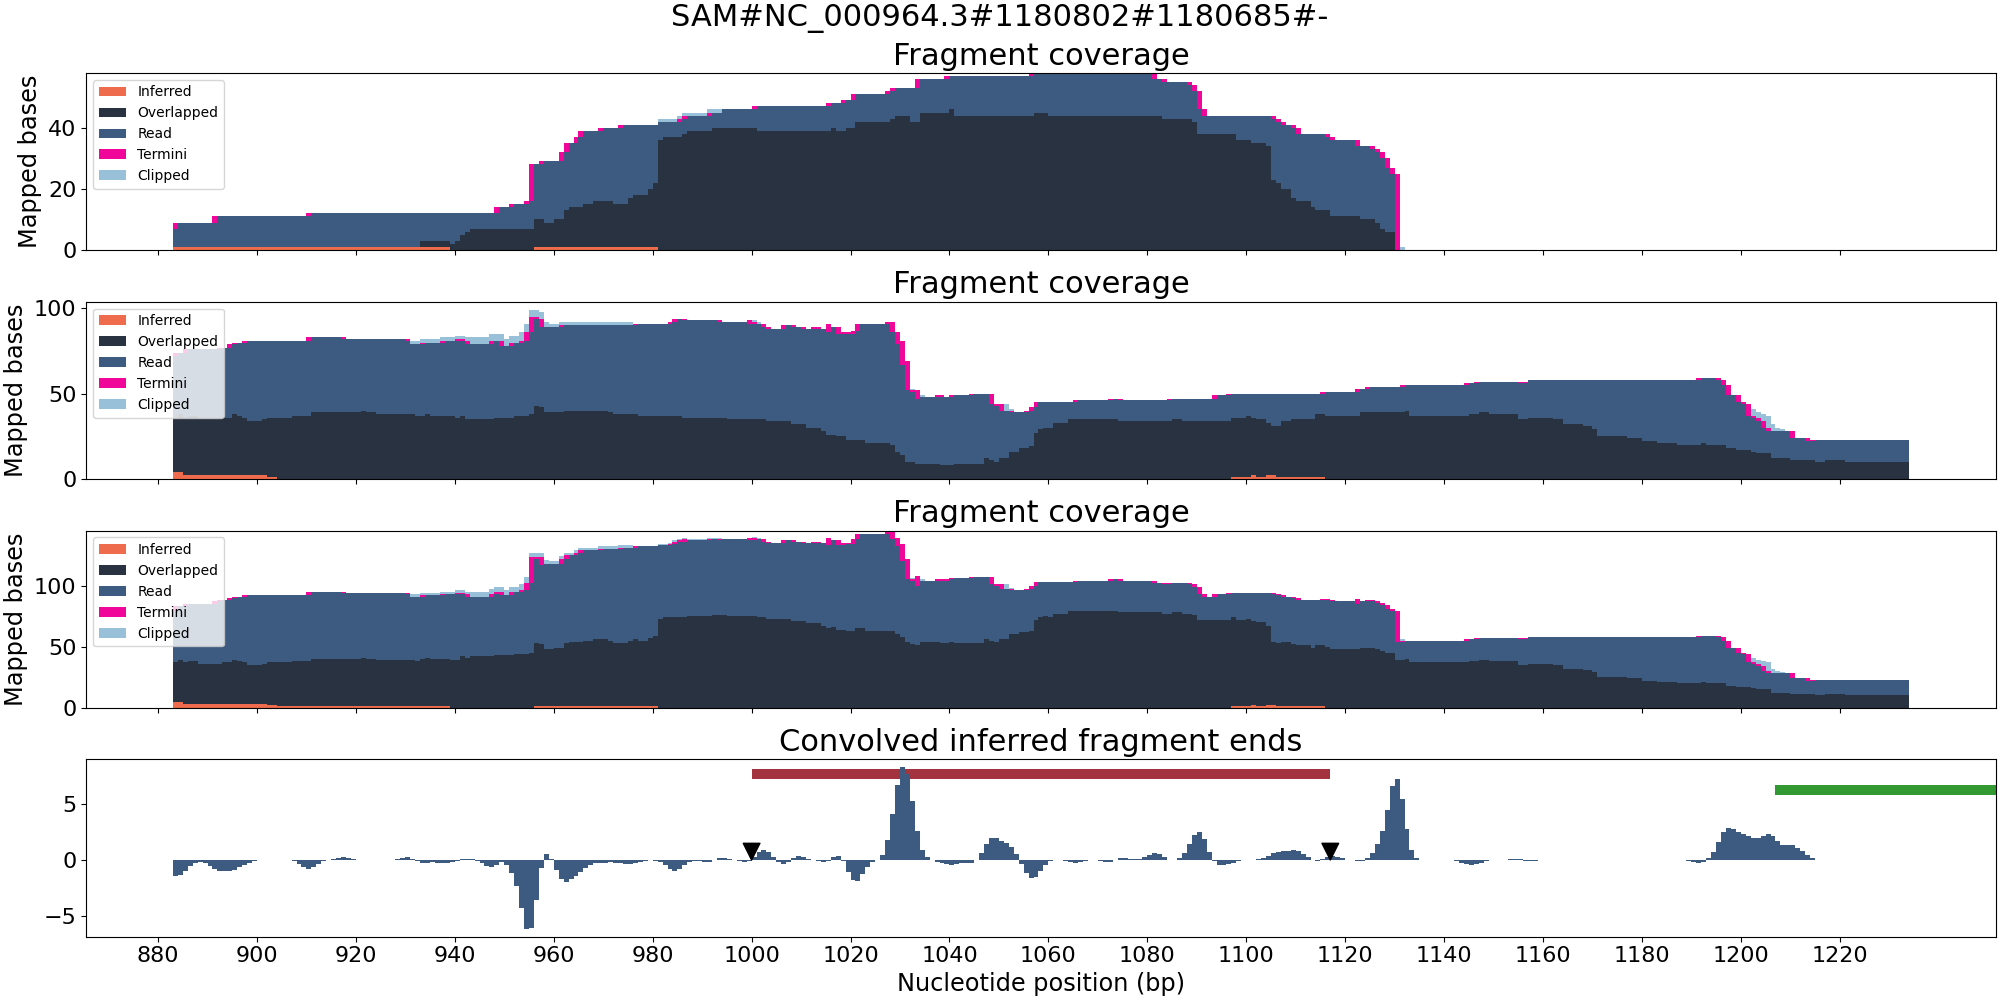 SAM#NC_000964.3#1180802#1180685#-
Fragment coverage
Mapped bases
40
20
0
Inferred
Overlapped
Read
Termini
Clipped
Fragment coverage
Mapped bases
100
50
0
Inferred
Overlapped
Read
Termini
Clipped
Fragment coverage
Mapped bases
100
50
0
Inferred
Overlapped
Read
Termini
Clipped
Convolved inferred fragment ends
5
0
−5
880 900 920 940 960 980 1000 1020 1040 1060 1080 1100 1120 1140 1160 1180 1200 1220
Nucleotide position (bp)